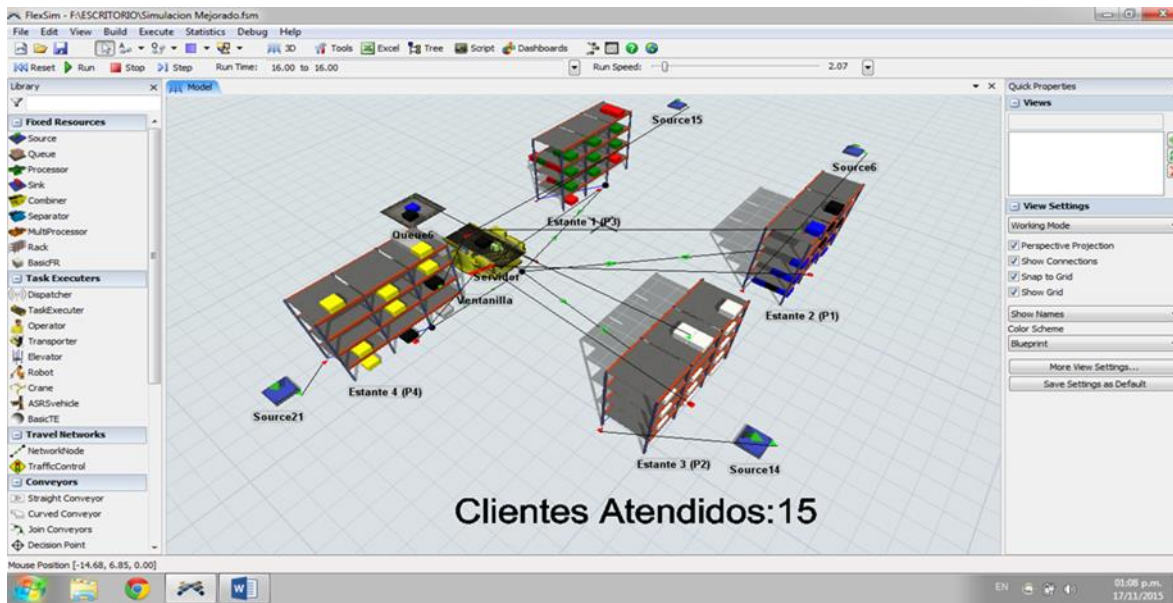 FlexSim - F:\ESCRITORIO\Simulacion Mejorado.fsm
File Edit View Build Execute Statistics Debug Help
3D Tools Excel Tree Script Dashboards
Reset Run Stop Step Run Time: 16.00 to 16.00 Run Speed: 2.07
Library
Model
Quick Properties
Fixed Resources
Source
Queue
Processor
Sink
Combiner
Separator
MultiProcessor
Rack
BasicFR
Task Executers
Dispatcher
TaskExecuter
Operator
Transporter
Elevator
Robot
Crane
ASRSvehicle
BasicTE
Travel Networks
NetworkNode
TrafficControl
Conveyors
Straight Conveyor
Curved Conveyor
Join Conveyors
Decision Point
Source15
Source6
Estante 1 (P3)
Queue6
Servidor
Ventanilla
Estante 2 (P1)
Estante 4 (P4)
Source21
Estante 3 (P2)
Source14
Clientes Atendidos:15
Views
View Settings
Working Mode
Perspective Projection
Show Connections
Snap to Grid
Show Grid
Show Names
Color Scheme
Blueprint
More View Settings...
Save Settings as Default
Mouse Position [-14.68, 6.85, 0.00]
EN
01:08 p.m.
17/11/2015